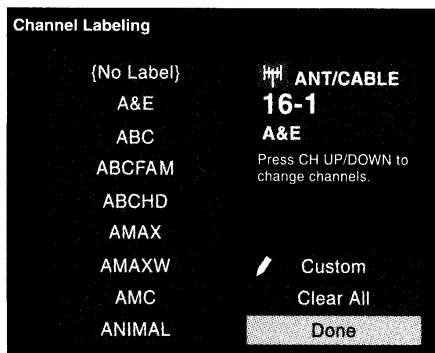 Channel Labeling
{No Label}
A&E
ABC
ABCFAM
ABCHD
AMAX
AMAXW
AMC
ANIMAL
ANT/CABLE
16-1
A&E
Press CH UP/DOWN to
change channels.
Custom
Clear All
Done